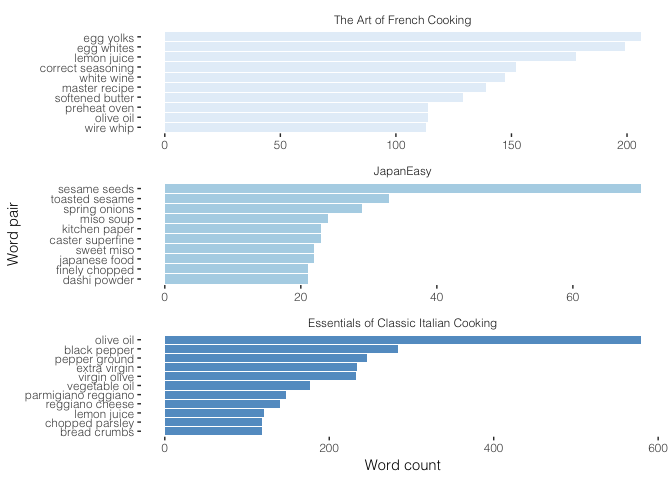 The Art of French Cooking
egg yolks
egg whites
lemon juice
correct seasoning
white wine
master recipe
softened butter
preheat oven
olive oil
wire whip
0 50 100 150 200
JapanEasy
sesame seeds
toasted sesame
spring onions
miso soup
kitchen paper
caster superfine
sweet miso
japanese food
finely chopped
dashi powder
0 20 40 60
Essentials of Classic Italian Cooking
olive oil
black pepper
pepper ground
extra virgin
virgin olive
vegetable oil
parmigiano reggiano
reggiano cheese
lemon juice
chopped parsley
bread crumbs
0 200 400 600
Word count
Word pair